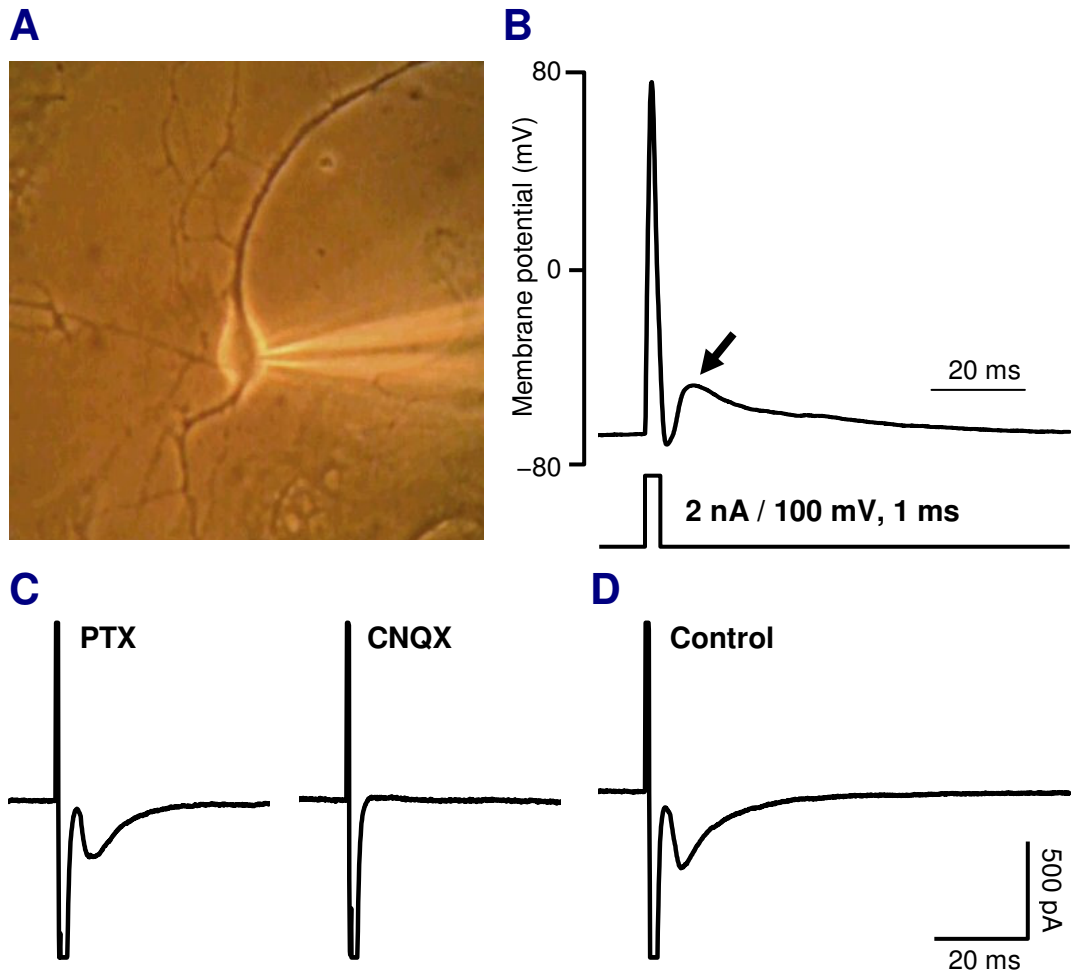 A
B
80
0
−80
Membrane potential (mV)
20 ms
2 nA / 100 mV, 1 ms
C
PTX
CNQX
D
Control
500 pA
20 ms